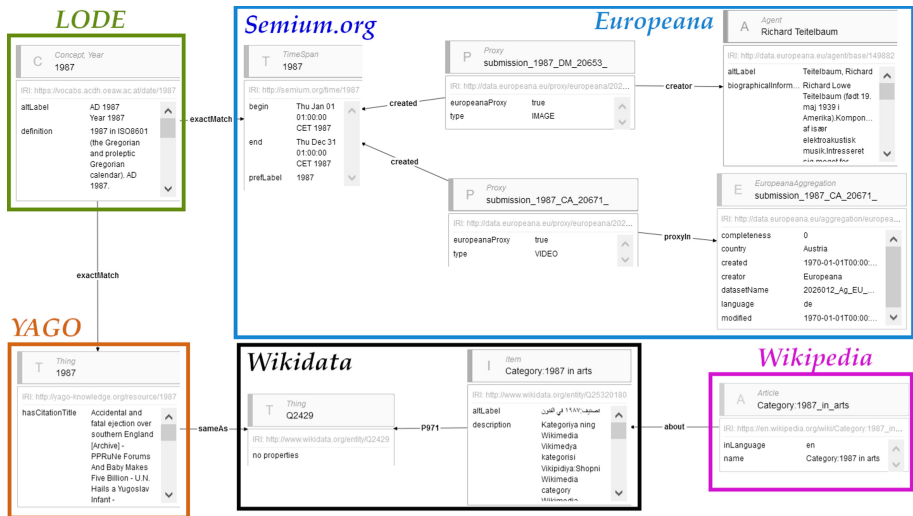 LODE
C
Concept, Year
1987
IRI: https://vocabs.acdh.oeaw.ac.at/date/1987
altLabel
AD 1987
Year 1987
definition
1987 in ISO8601
(the Gregorian
and proleptic
Gregorian
calendar). AD
1987.
exactMatch
exactMatch
Semium.org
Europeana
T
TimeSpan
1987
IRI: http://semium.org/time/1987
begin
Thu Jan 01
01:00:00
CET 1987
end
Thu Dec 31
01:00:00
CET 1987
prefLabel
1987
created
created
P
Proxy
submission_1987_DM_20653_
IRI: http://data.europeana.eu/proxy/europeana/202...
europeanaProxy
true
type
IMAGE
creator
A
Agent
Richard Teitelbaum
IRI: http://data.europeana.eu/agent/base/149882
altLabel
Teitelbaum, Richard
biographicalInform...
Richard Lowe
Teitelbaum (født 19.
maj 1939 i
Amerika).Kompon...
af især
elektroakustisk
musik.Intresseret
sig meget for
P
Proxy
submission_1987_CA_20671_
IRI: http://data.europeana.eu/proxy/europeana/202...
europeanaProxy
true
type
VIDEO
proxyIn
E
EuropeanaAggregation
submission_1987_CA_20671_
IRI: http://data.europeana.eu/aggregation/europea...
completeness
0
country
Austria
created
1970-01-01T00:00:...
creator
Europeana
datasetName
2026012_Ag_EU_...
language
de
modified
1970-01-01T00:00:...
YAGO
T
Thing
1987
IRI: http://yago-knowledge.org/resource/1987
hasCitationTitle
Accidental and
fatal ejection over
southern England
[Archive] -
PPRuNe Forums
And Baby Makes
Five Billion - U.N.
Hails a Yugoslav
Infant -
sameAs
Wikidata
T
Thing
Q2429
IRI: http://www.wikidata.org/entity/Q2429
no properties
P971
I
Item
Category:1987 in arts
IRI: http://www.wikidata.org/entity/Q25320180
altLabel
تصنيف:١٩٨٧ في الفنون
description
Kategoriya ning
Wikimedia
Wikimedya
kategorisi
Vikipidiya:Shopni
Wikimedia
category
Wikimedia
about
Wikipedia
A
Article
Category:1987_in_arts
IRI: https://en.wikipedia.org/wiki/Category:1987_in...
inLanguage
en
name
Category:1987 in arts